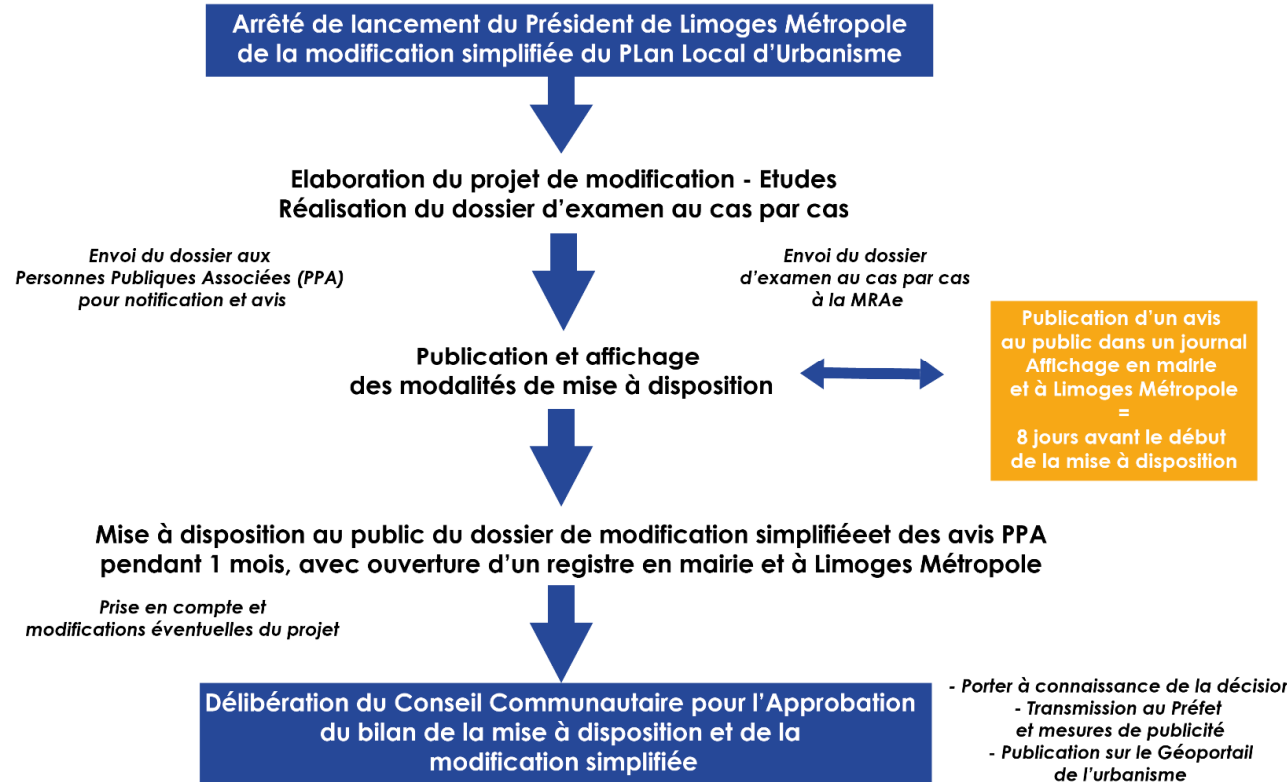 Arrêté de lancement du Président de Limoges Métropole
de la modification simplifiée du PLan Local d'Urbanisme
Elaboration du projet de modification - Etudes
Réalisation du dossier d'examen au cas par cas
Envoi du dossier aux
Personnes Publiques Associées (PPA)
pour notification et avis
Envoi du dossier
d'examen au cas par cas
à la MRAe
Publication et affichage
des modalités de mise à disposition
Publication d'un avis
au public dans un journal
Affichage en mairie
et à Limoges Métropole
=
8 jours avant le début
de la mise à disposition
Mise à disposition au public du dossier de modification simplifiéeet des avis PPA
pendant 1 mois, avec ouverture d'un registre en mairie et à Limoges Métropole
Prise en compte et
modifications éventuelles du projet
Délibération du Conseil Communautaire pour l'Approbation
du bilan de la mise à disposition et de la
modification simplifiée
- Porter à connaissance de la décision
- Transmission au Préfet
et mesures de publicité
- Publication sur le Géoportail
de l'urbanisme